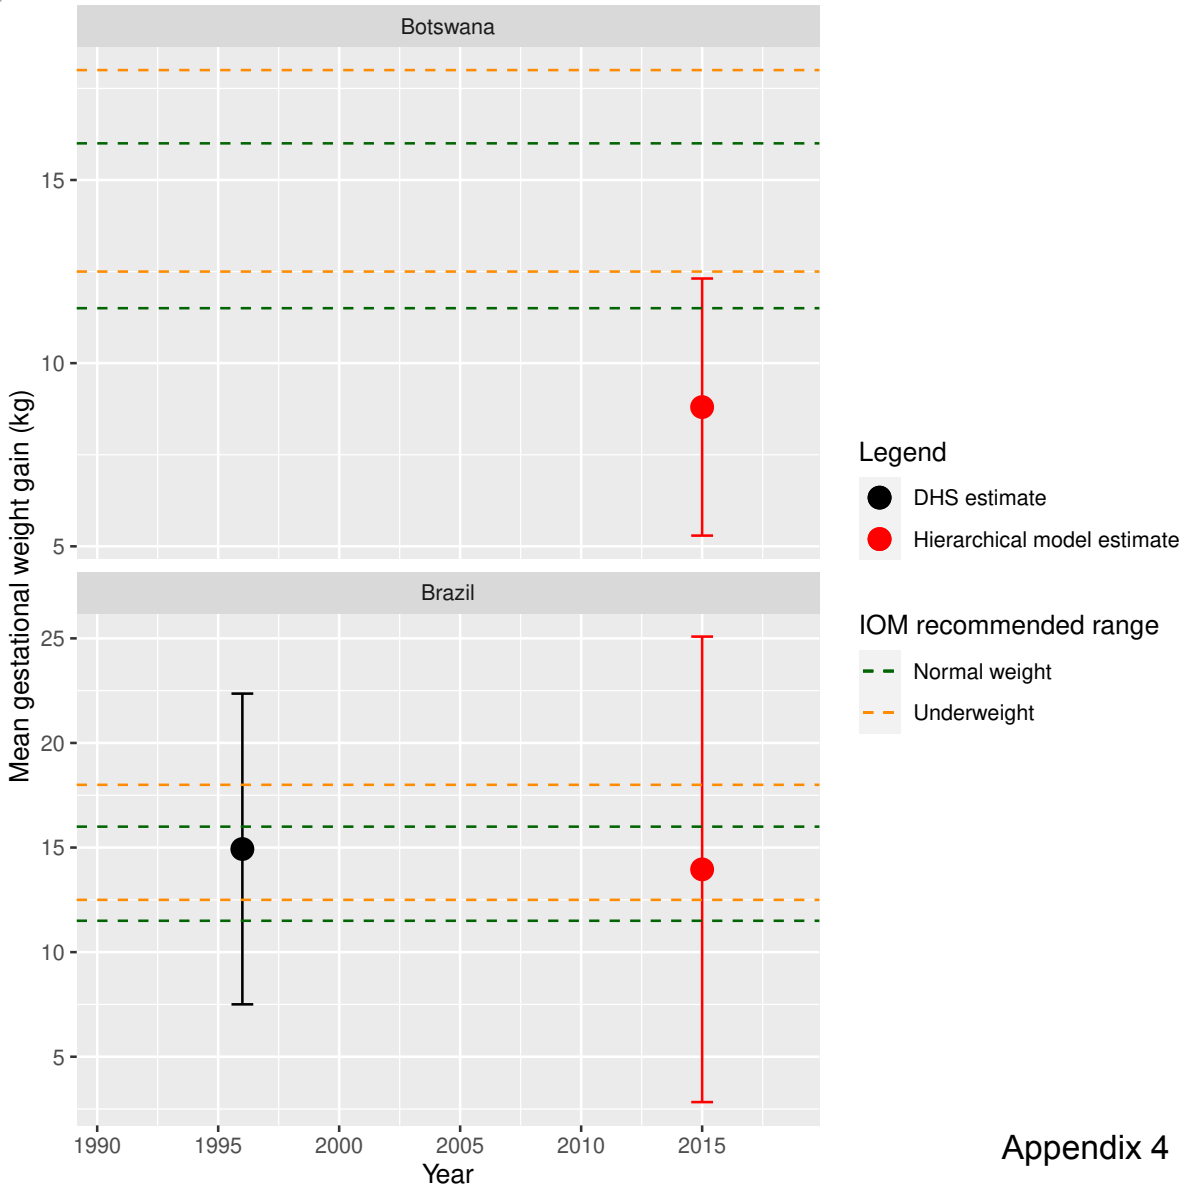 Botswana
15
10
5
Mean gestational weight gain (kg)
Brazil
25
20
15
10
5
1990 1995 2000 2005 2010 2015
Year
Legend
DHS estimate
Hierarchical model estimate
IOM recommended range
Normal weight
Underweight
Appendix 4